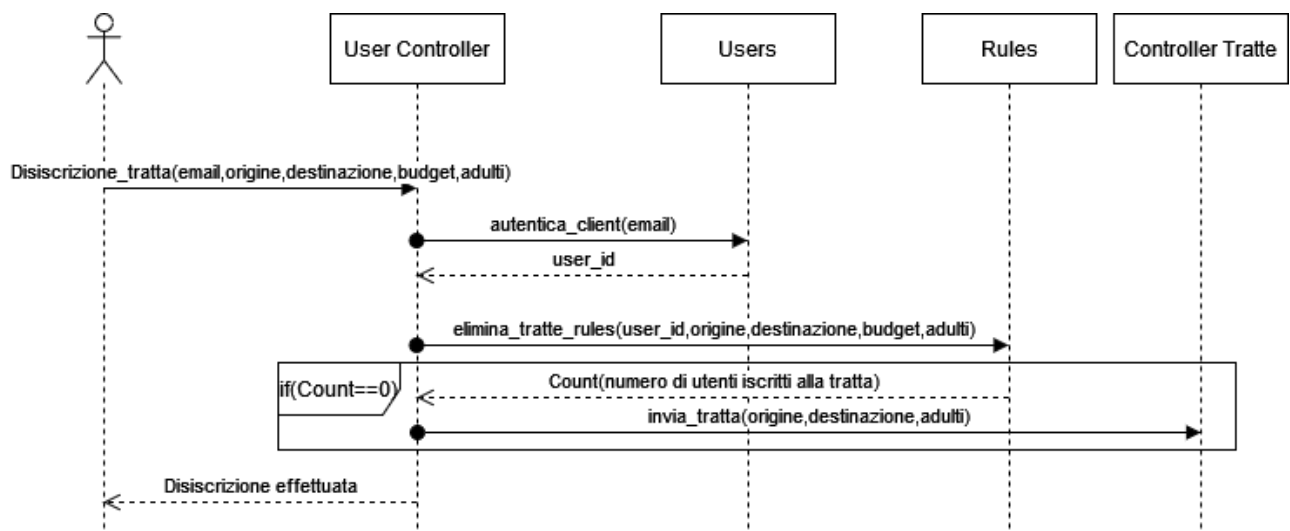 User Controller
Users
Rules
Controller Tratte
Disiscrizione_tratta(email,origine,destinazione,budget,adulti)
autentica_client(email)
user_id
elimina_tratte_rules(user_id,origine,destinazione,budget,adulti)
if(Count==0)
Count(numero di utenti iscritti alla tratta)
invia_tratta(origine,destinazione,adulti)
Disiscrizione effettuata